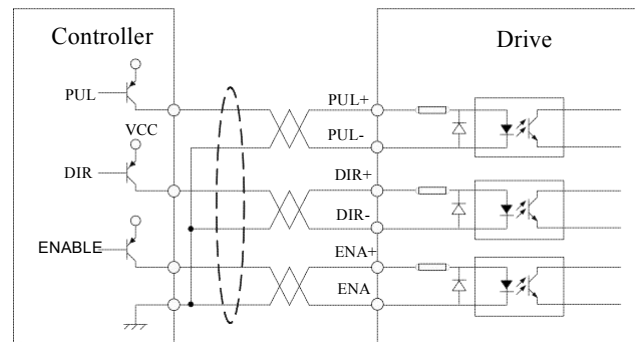 Controller
Drive
PUL
VCC
DIR
ENABLE
PUL+
PUL-
DIR+
DIR-
ENA+
ENA